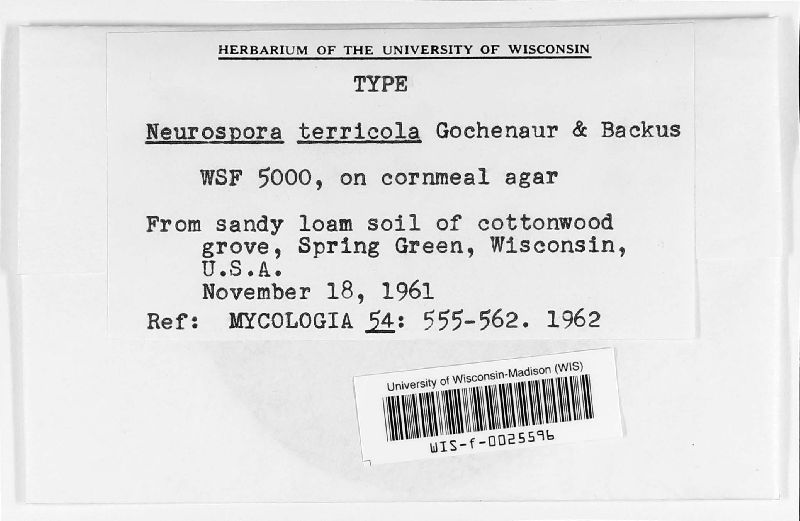 HERBARIUM OF THE UNIVERSITY OF WISCONSIN
TYPE
Neurospora terricola Gochenaur & Backus
WSF 5000, on cornmeal agar
From sandy loam soil of cottonwood
grove, Spring Green, Wisconsin,
U.S.A.
November 18, 1961
Ref: MYCOLOGIA 54: 555-562. 1962
University of Wisconsin-Madison (WIS)
WIS-f-0025596